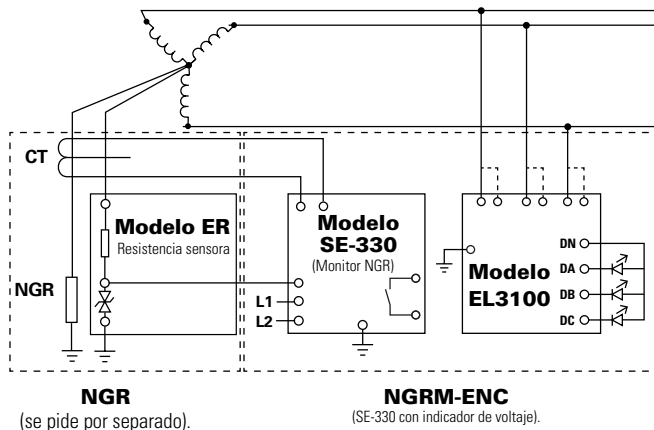 CT
Modelo ER
Resistencia sensora
NGR
Modelo
SE-330
(Monitor NGR)
L1
L2
Modelo
EL3100
DN
DA
DB
DC
NGR
(se pide por separado).
NGRM-ENC
(SE-330 con indicador de voltaje).